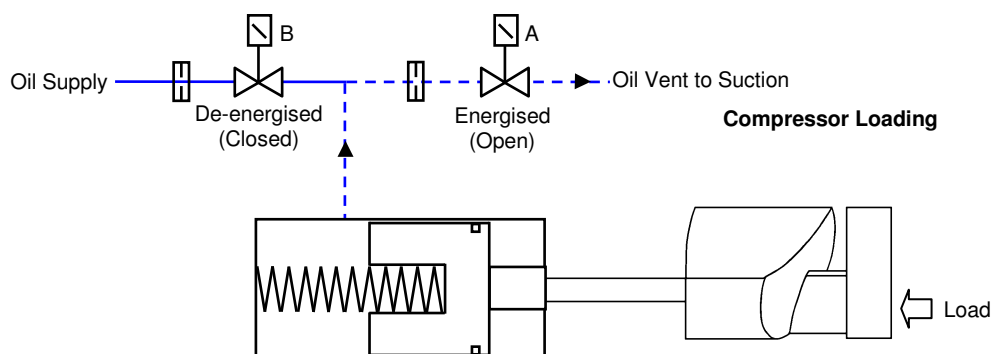 B
A
Oil Supply
Oil Vent to Suction
De-energised
(Closed)
Energised
(Open)
Compressor Loading
Load